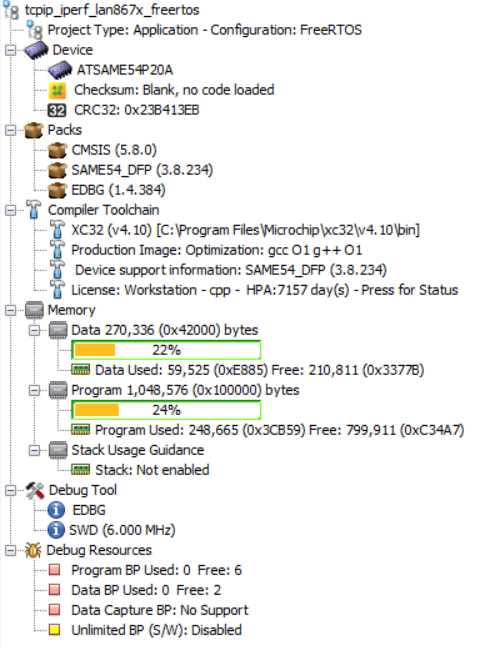 tcpip_iperf_lan867x_freertos
Project Type: Application - Configuration: FreeRTOS
Device
ATSAME54P20A
Checksum: Blank, no code loaded
32 CRC32: 0x23B413EB
Packs
CMSIS (5.8.0)
SAME54_DFP (3.8.234)
EDBG (1.4.384)
Compiler Toolchain
XC32 (v4.10) [C:\Program Files\Microchip\xc32\v4.10\bin]
Production Image: Optimization: gcc O1 g++ O1
Device support information: SAME54_DFP (3.8.234)
License: Workstation - cpp - HPA:7157 day(s) - Press for Status
Memory
Data 270,336 (0x42000) bytes
22%
Data Used: 59,525 (0xE885) Free: 210,811 (0x3377B)
Program 1,048,576 (0x100000) bytes
24%
Program Used: 248,665 (0x3CB59) Free: 799,911 (0xC34A7)
Stack Usage Guidance
Stack: Not enabled
Debug Tool
EDBG
SWD (6.000 MHz)
Debug Resources
Program BP Used: 0 Free: 6
Data BP Used: 0 Free: 2
Data Capture BP: No Support
Unlimited BP (S/W): Disabled